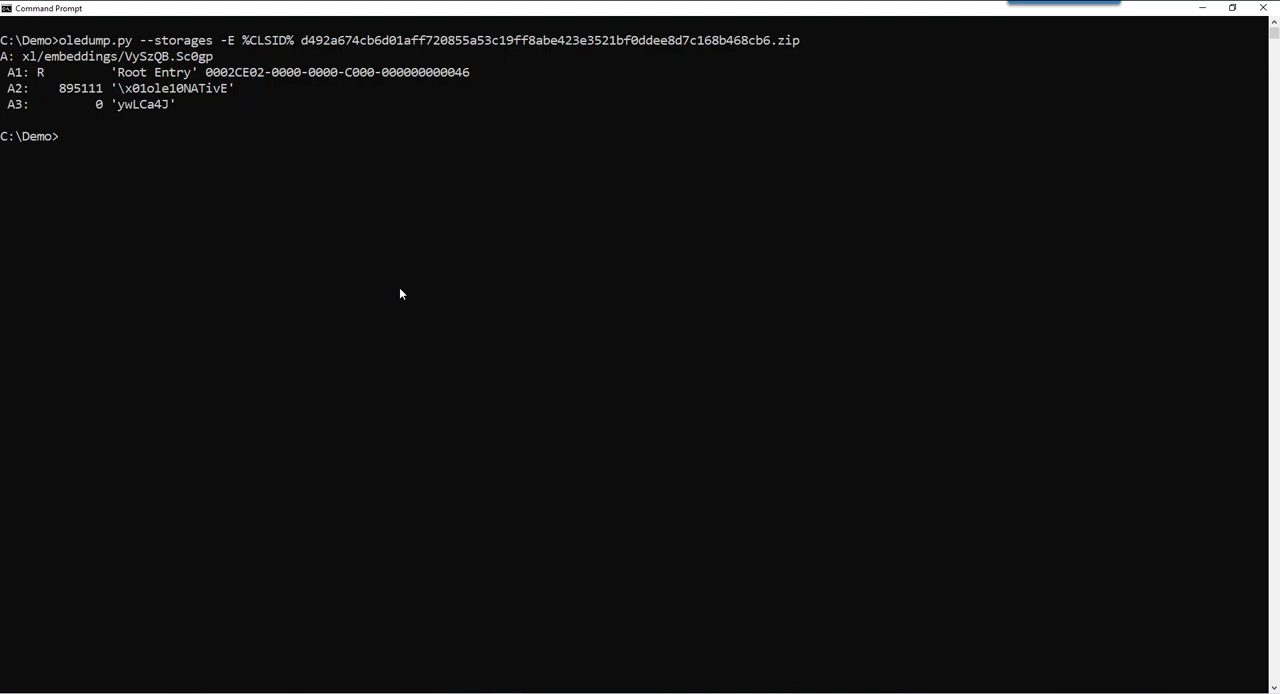 Command Prompt
C:\Demo>oledump.py --storages -E %CLSID% d492a674cb6d01aff720855a53c19ff8abe423e3521bf0ddee8d7c168b468cb6.zip
A: xl/embeddings/VySzQB.Sc0gp
 A1: R         'Root Entry' 0002CE02-0000-0000-C000-000000000046
 A2:    895111 '\x01ole10NATivE'
 A3:         0 'ywLCa4J'
C:\Demo>